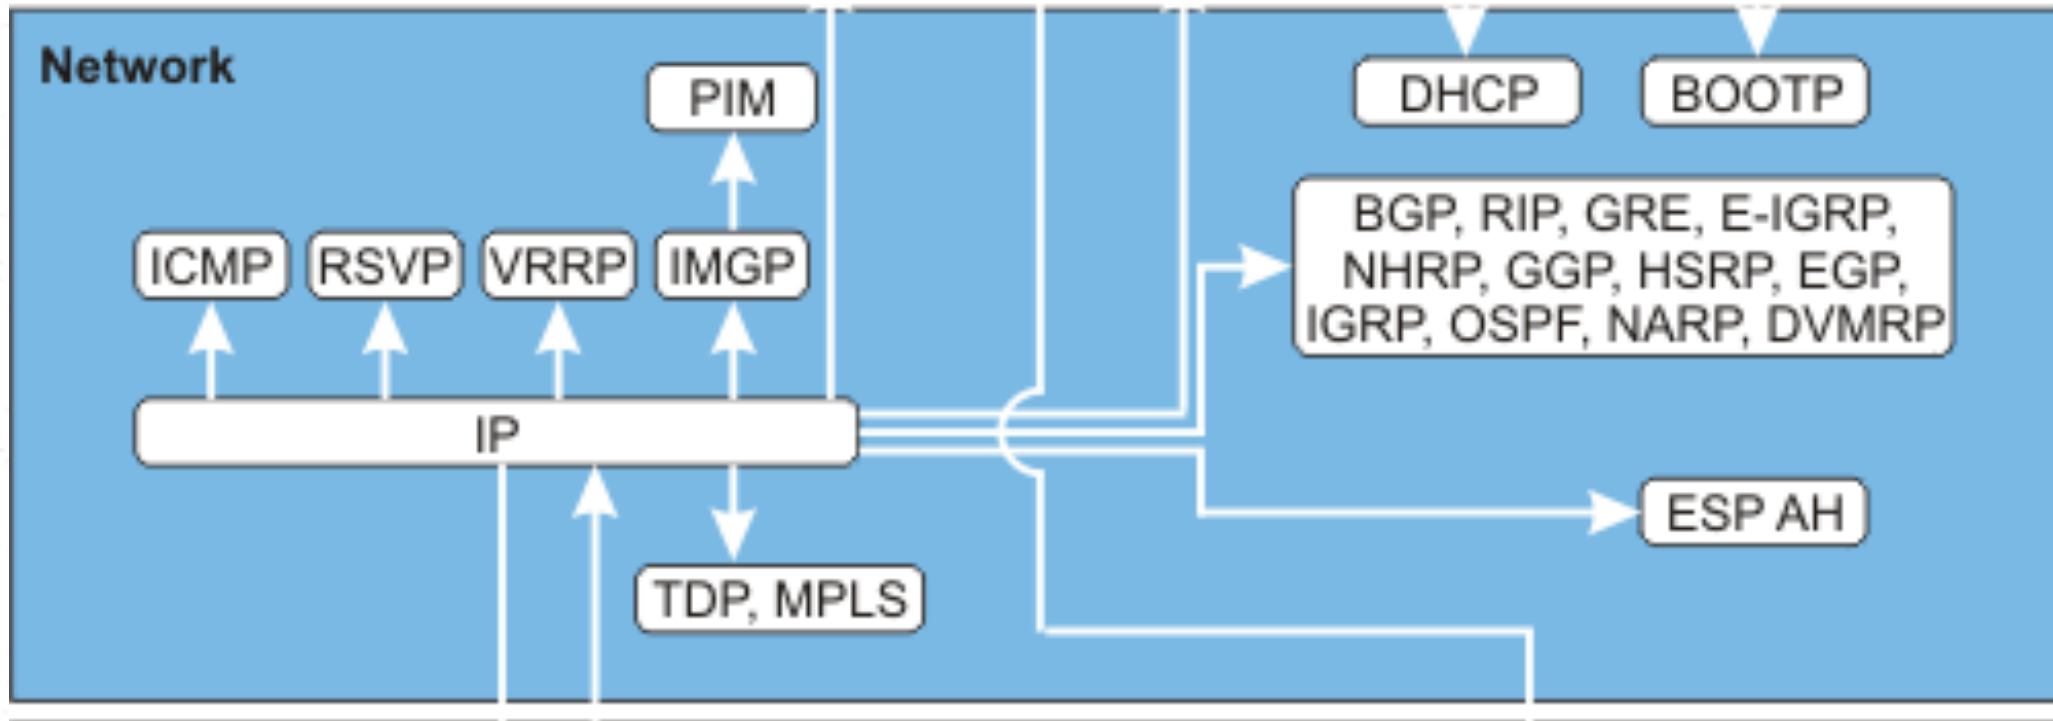 Network
PIM
DHCP
BOOTP
BGP, RIP, GRE, E-IGRP,
NHRP, GGP, HSRP, EGP,
IGRP, OSPF, NARP, DVMRP
ICMP
RSVP
VRRP
IMGP
IP
ESP AH
TDP, MPLS